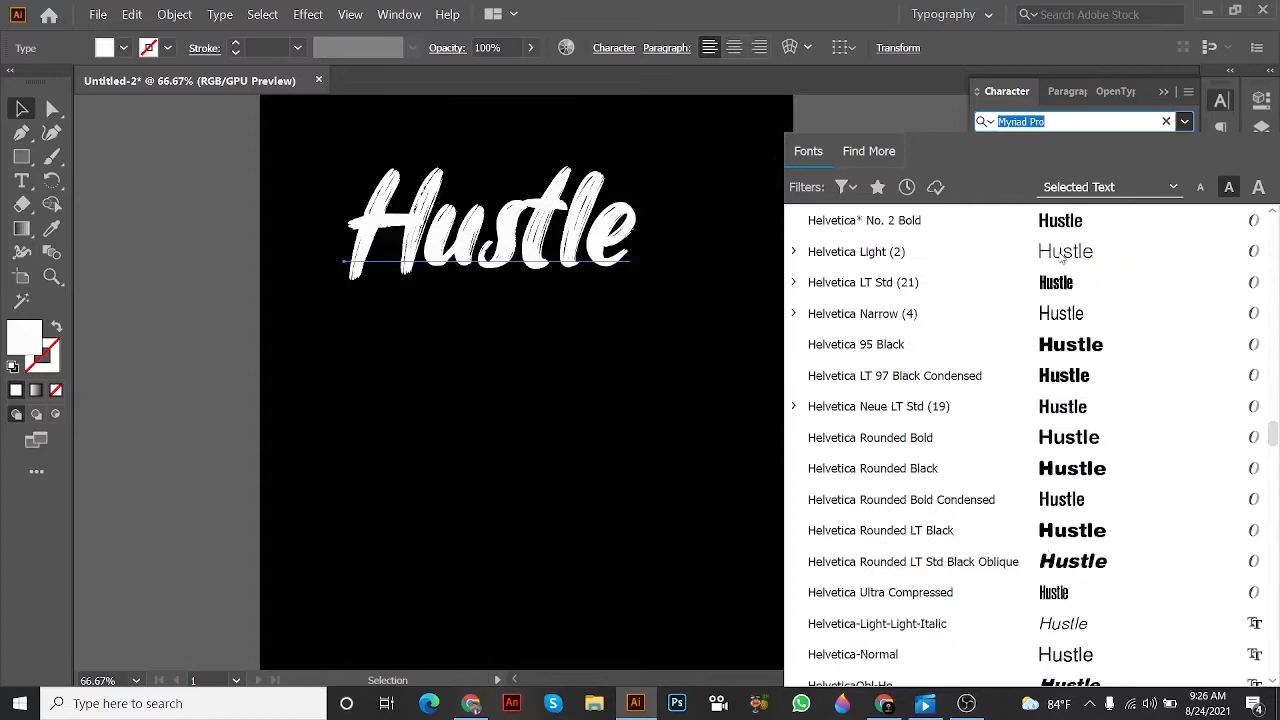 Ai File Edit Object Type Select Effect View Window Help Typography Search Adobe Stock
Type Stroke: Opacity: 100% Character Paragraph: Transform
Untitled-2* @ 66.67% (RGB/GPU Preview)
Character Paragra OpenTy
Myriad Pro
Fonts Find More
Filters: Selected Text A A A
Hustle
Helvetica* No. 2 Bold Hustle
Helvetica Light (2) Hustle
Helvetica LT Std (21) Hustle
Helvetica Narrow (4) Hustle
Helvetica 95 Black Hustle
Helvetica LT 97 Black Condensed Hustle
Helvetica Neue LT Std (19) Hustle
Helvetica Rounded Bold Hustle
Helvetica Rounded Black Hustle
Helvetica Rounded Bold Condensed Hustle
Helvetica Rounded LT Black Hustle
Helvetica Rounded LT Std Black Oblique Hustle
Helvetica Ultra Compressed Hustle
Helvetica-Light-Light-Italic Hustle
Helvetica-Normal Hustle
66.67% 1 Selection
Type here to search An Ai Ps 84° 9:26 AM
8/24/2021